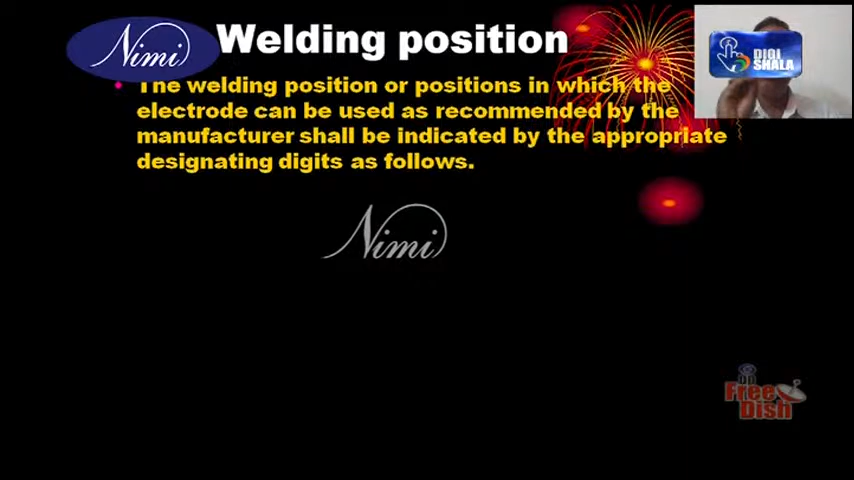 Nimi
Welding position
The welding position or positions in which the
electrode can be used as recommended by the
manufacturer shall be indicated by the appropriate
designating digits as follows.
DIGI
SHALA
Nimi
Free
Dish